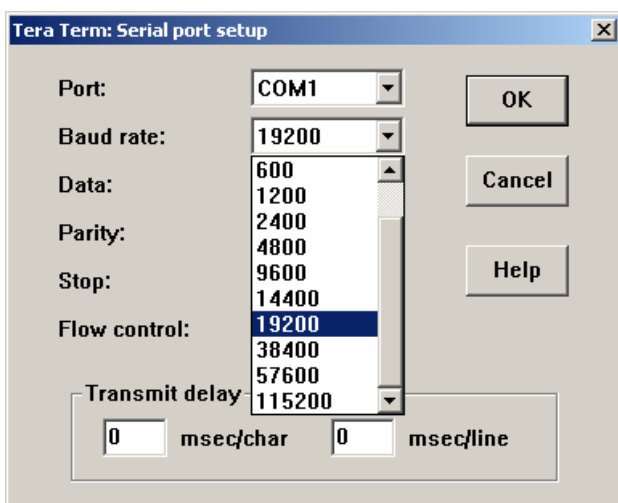 Tera Term: Serial port setup
Port: COM1 OK
Baud rate: 19200
Data:
Parity:
Stop:
Flow control:
600
1200
2400
4800
9600
14400
19200
38400
57600
115200
Cancel
Help
Transmit delay
0 msec/char 0 msec/line